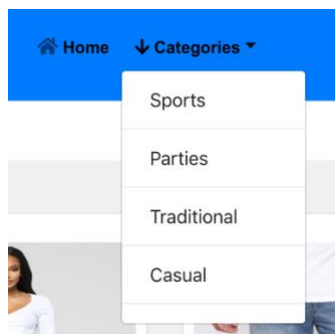 Home Categories
Sports
Parties
Traditional
Casual